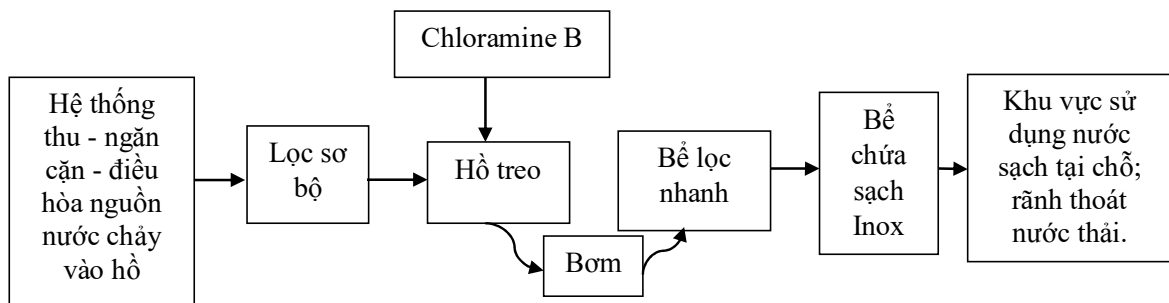 Chloramine B
Hệ thống
thu - ngăn
cặn - điều
hòa nguồn
nước chảy
vào hồ
Lọc sơ
bộ
Hồ treo
Bơm
Bể lọc
nhanh
Bể
chứa
sạch
Inox
Khu vực sử
dụng nước
sạch tại chỗ;
rãnh thoát
nước thải.